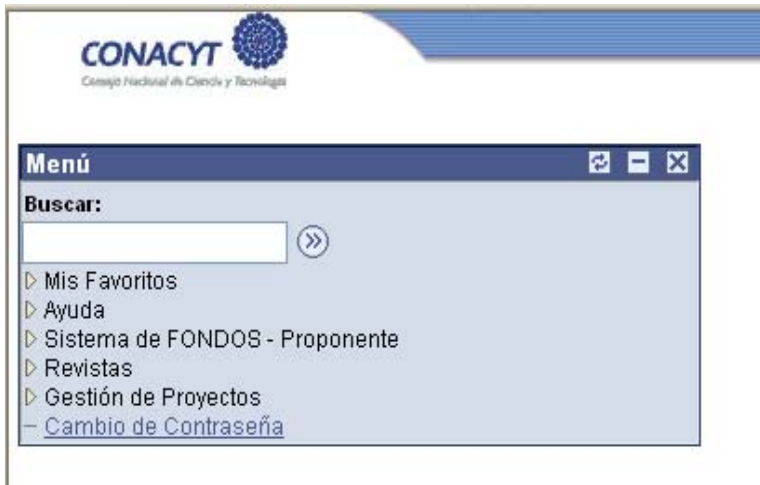 CONACYT
Consejo Nacional de Ciencia y Tecnología
Menú
Buscar:
Mis Favoritos
Ayuda
Sistema de FONDOS - Proponente
Revistas
Gestión de Proyectos
Cambio de Contraseña